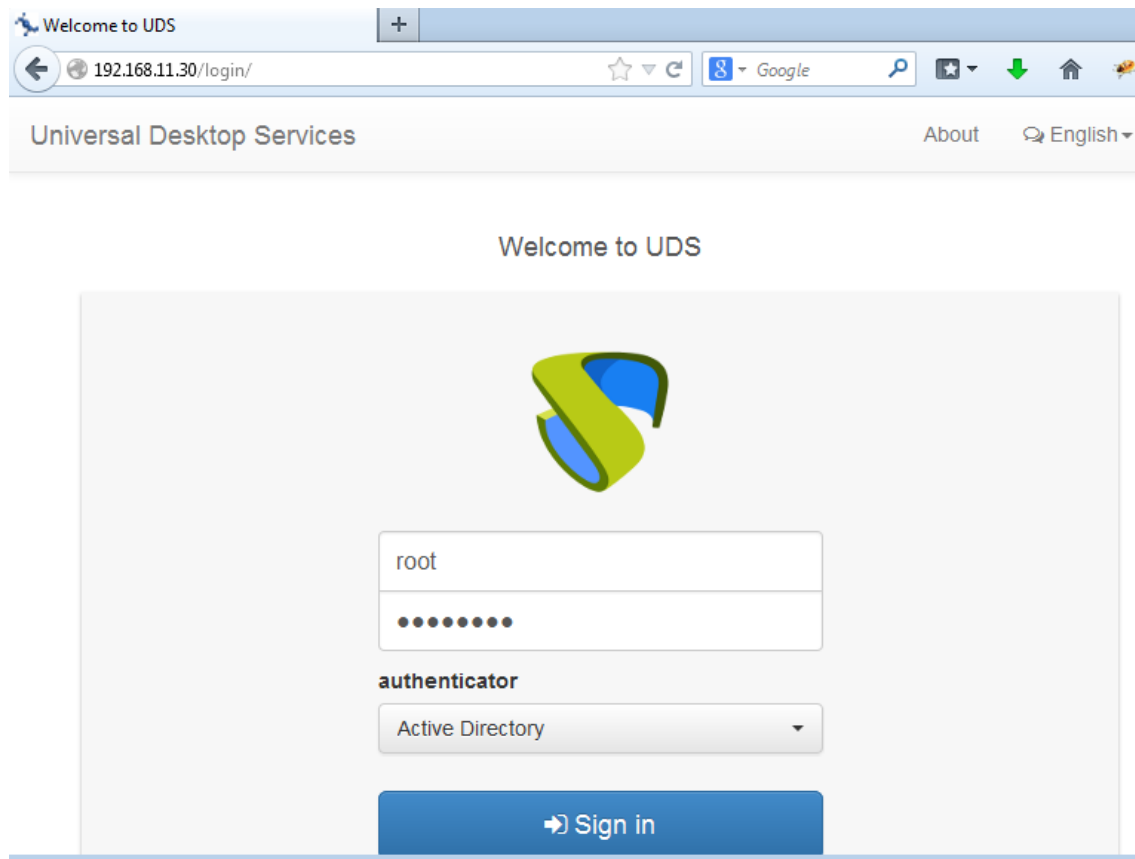 Welcome to UDS
192.168.11.30/login/
Google
Universal Desktop Services
About
English
Welcome to UDS
root
authenticator
Active Directory
Sign in